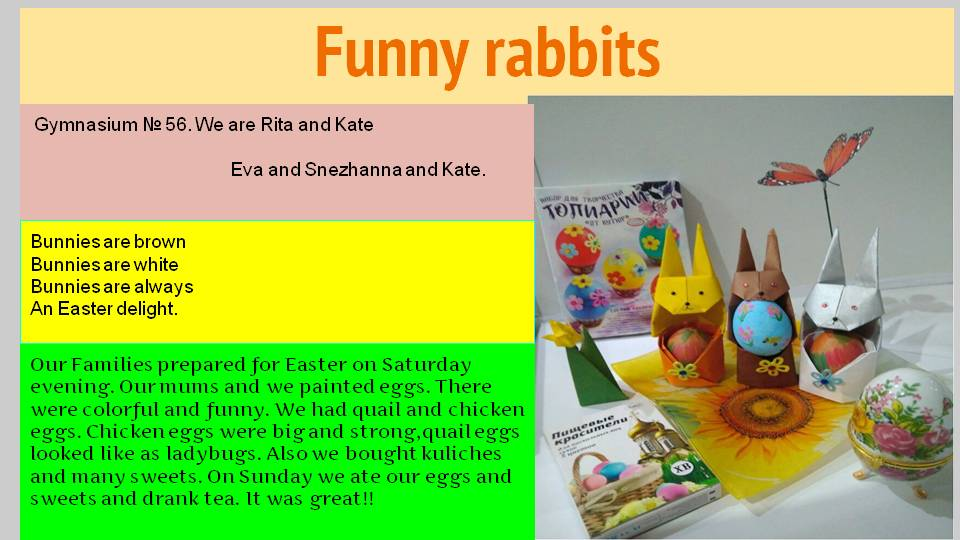 Funny rabbits
Gymnasium № 56. We are Rita and Kate
Eva and Snezhanna and Kate.
Bunnies are brown
Bunnies are white
Bunnies are always
An Easter delight.
Our Families prepared for Easter on Saturday
evening. Our mums and we painted eggs. There
were colorful and funny. We had quail and chicken
eggs. Chicken eggs were big and strong,quail eggs
looked like as ladybugs. Also we bought kuliches
and many sweets. On Sunday we ate our eggs and
sweets and drank tea. It was great!!
НАБОР ДЛЯ ТВОРЧЕСТВА
ТОПИАРИИ
Пищевые
красители
ХВ